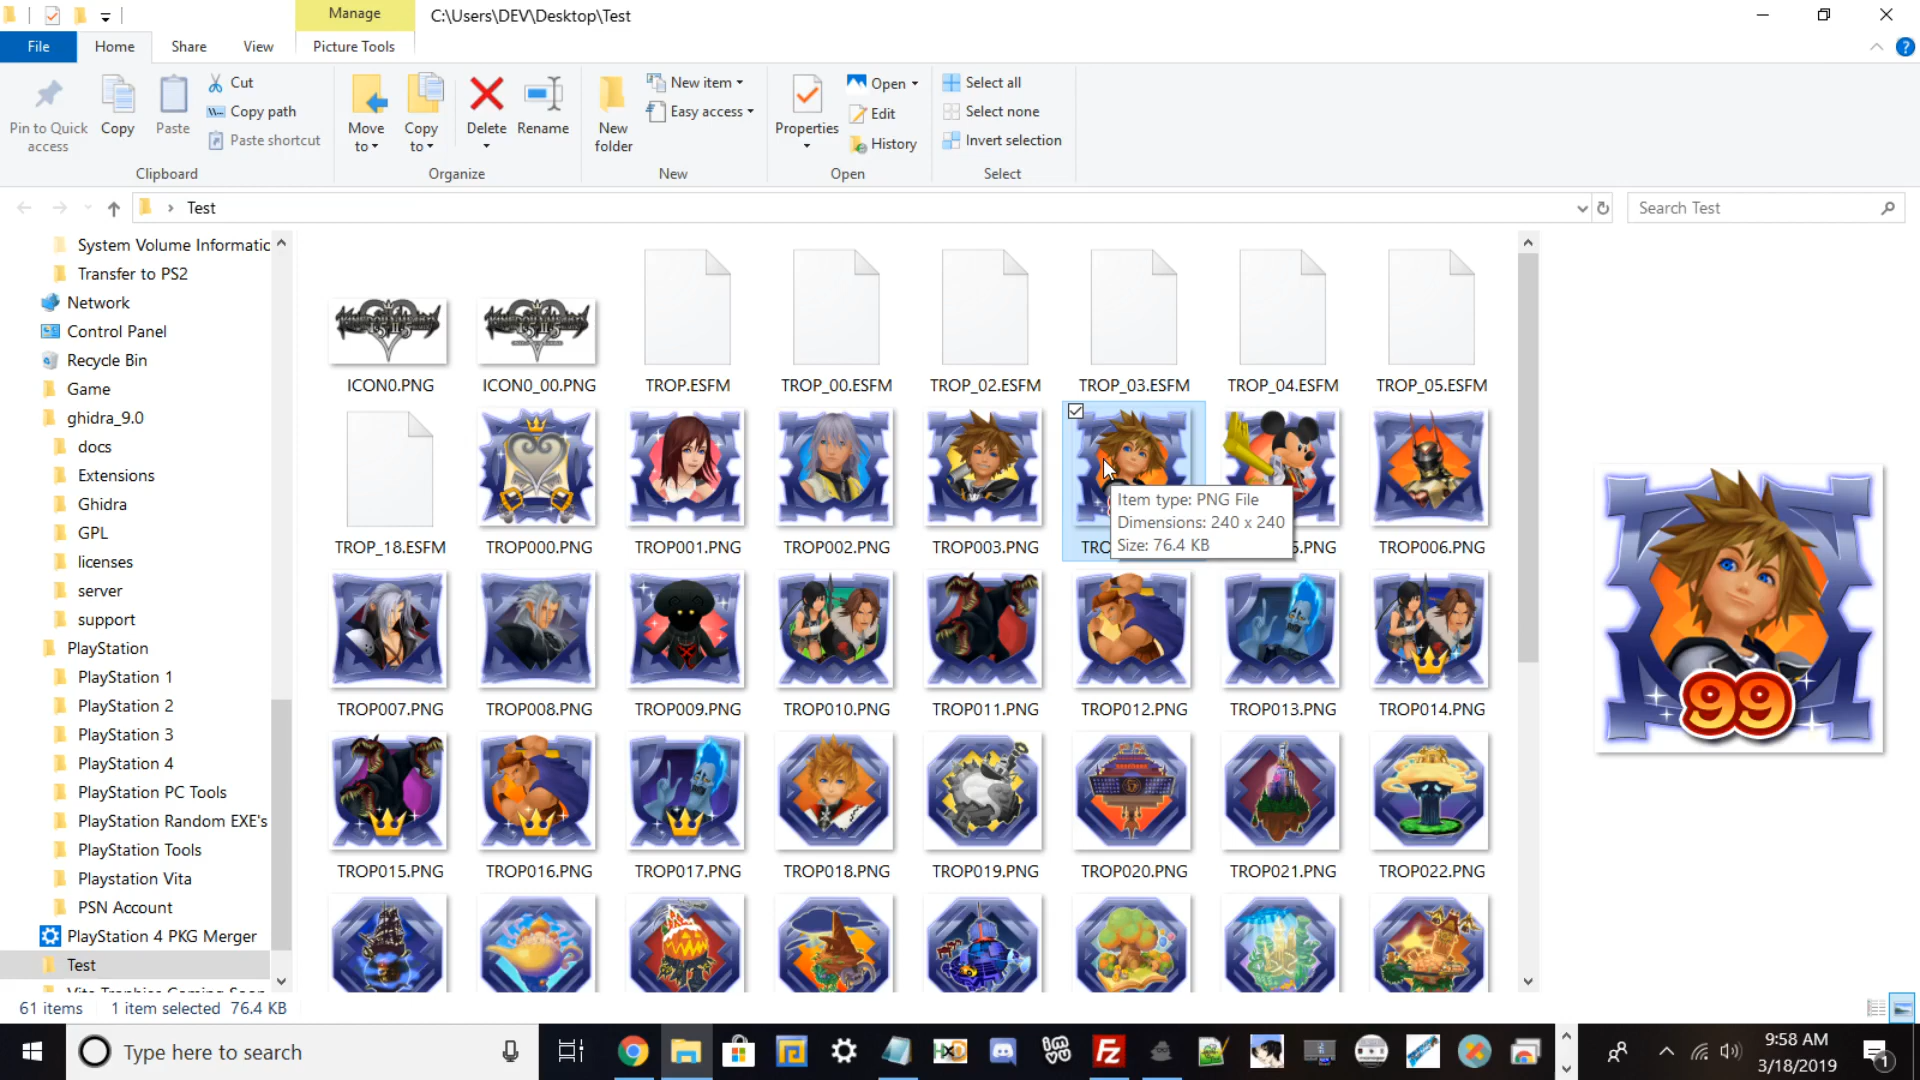 Manage
C:\Users\DEV\Desktop\Test
File
Home
Share
View
Picture Tools
Pin to Quick access
Copy
Paste
Cut
Copy path
Paste shortcut
Clipboard
Move to
Copy to
Delete
Rename
Organize
New folder
New item
Easy access
New
Properties
Open
Edit
History
Open
Select all
Select none
Invert selection
Select
Test
Search Test
System Volume Informatic
Transfer to PS2
Network
Control Panel
Recycle Bin
Game
ghidra_9.0
docs
Extensions
Ghidra
GPL
licenses
server
support
PlayStation
PlayStation 1
PlayStation 2
PlayStation 3
PlayStation 4
PlayStation PC Tools
PlayStation Random EXE's
PlayStation Tools
Playstation Vita
PSN Account
PlayStation 4 PKG Merger
Test
ICON0.PNG
ICON0_00.PNG
TROP.ESFM
TROP_00.ESFM
TROP_02.ESFM
TROP_03.ESFM
TROP_04.ESFM
TROP_05.ESFM
TROP_18.ESFM
TROP000.PNG
TROP001.PNG
TROP002.PNG
TROP003.PNG
TRO
5.PNG
TROP006.PNG
Item type: PNG File
Dimensions: 240 x 240
Size: 76.4 KB
TROP007.PNG
TROP008.PNG
TROP009.PNG
TROP010.PNG
TROP011.PNG
TROP012.PNG
TROP013.PNG
TROP014.PNG
TROP015.PNG
TROP016.PNG
TROP017.PNG
TROP018.PNG
TROP019.PNG
TROP020.PNG
TROP021.PNG
TROP022.PNG
99
61 items
1 item selected 76.4 KB
Type here to search
9:58 AM
3/18/2019
1